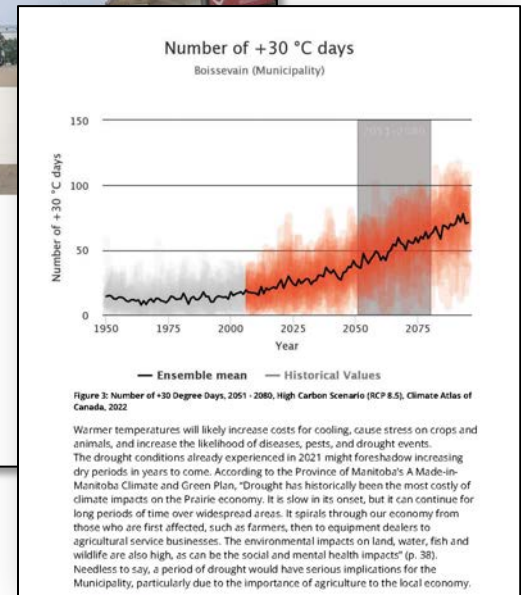 Number of +30 °C days
Boissevain (Municipality)
150
2051-2080
100
50
0
Number of +30 °C days
1950
1975
2000
2025
2050
2075
Year
Ensemble mean
Historical Values
Figure 3: Number of +30 Degree Days, 2051 - 2080, High Carbon Scenario (RCP 8.5), Climate Atlas of
Canada, 2022
Warmer temperatures will likely increase costs for cooling, cause stress on crops and
animals, and increase the likelihood of diseases, pests, and drought events.
The drought conditions already experienced in 2021 might foreshadow increasing
dry periods in years to come. According to the Province of Manitoba's A Made-in-
Manitoba Climate and Green Plan, "Drought has historically been the most costly of
climate impacts on the Prairie economy. It is slow in its onset, but it can continue for
long periods of time over widespread areas. It spirals through our economy from
those who are first affected, such as farmers, then to equipment dealers to
agricultural service businesses. The environmental impacts on land, water, fish and
wildlife are also high, as can be the social and mental health impacts" (p. 38).
Needless to say, a period of drought would have serious implications for the
Municipality, particularly due to the importance of agriculture to the local economy.